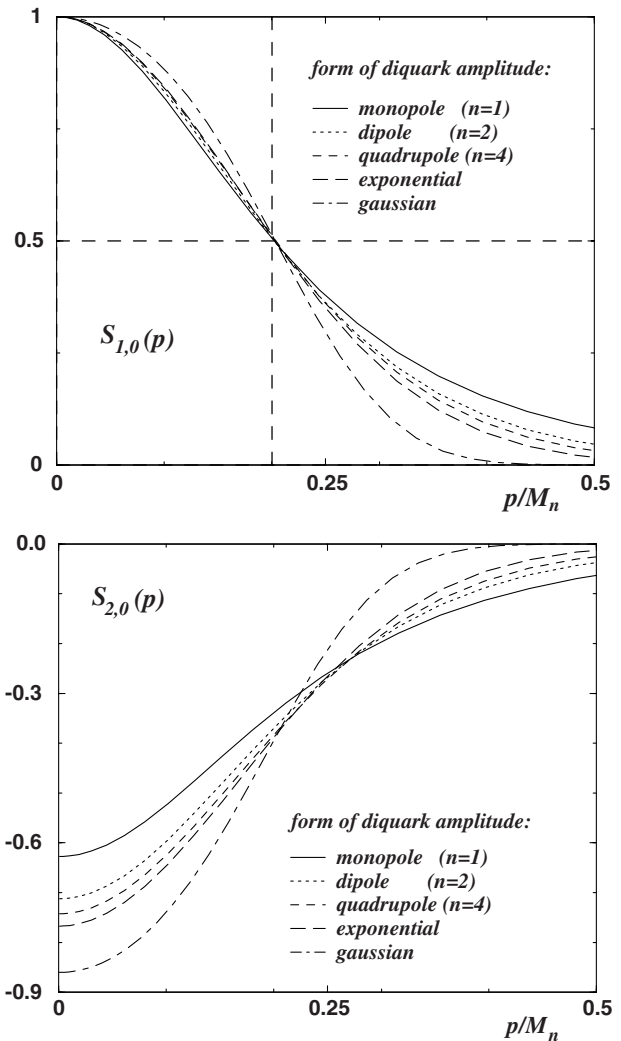 1
0.5
0
form of diquark amplitude:
monopole (n=1)
dipole (n=2)
quadrupole (n=4)
exponential
gaussian
S1,0(p)
0 0.25 0.5
p/Mn
0.0
-0.3
-0.6
-0.9
S2,0(p)
form of diquark amplitude:
monopole (n=1)
dipole (n=2)
quadrupole (n=4)
exponential
gaussian
0 0.25 0.5
p/Mn